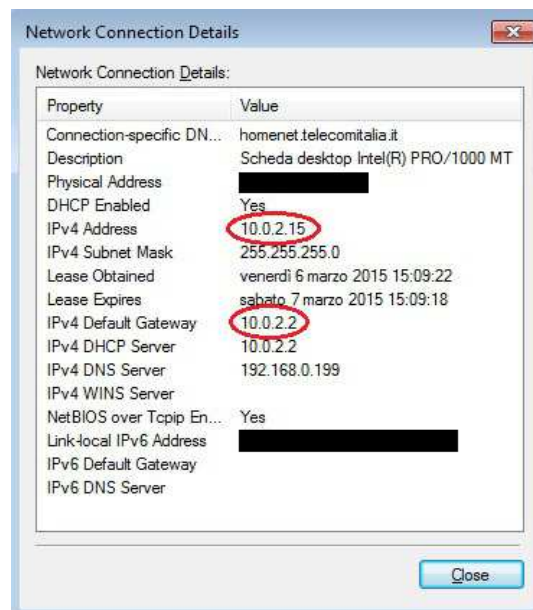 Network Connection Details
Network Connection Details:
Property Value
Connection-specific DN... homenet.telecomitalia.it
Description Scheda desktop Intel(R) PRO/1000 MT
Physical Address
DHCP Enabled Yes
IPv4 Address 10.0.2.15
IPv4 Subnet Mask 255.255.255.0
Lease Obtained venerdì 6 marzo 2015 15:09:22
Lease Expires sabato 7 marzo 2015 15:09:18
IPv4 Default Gateway 10.0.2.2
IPv4 DHCP Server 10.0.2.2
IPv4 DNS Server 192.168.0.199
IPv4 WINS Server
NetBIOS over Tcpip En... Yes
Link-local IPv6 Address
IPv6 Default Gateway
IPv6 DNS Server
Close